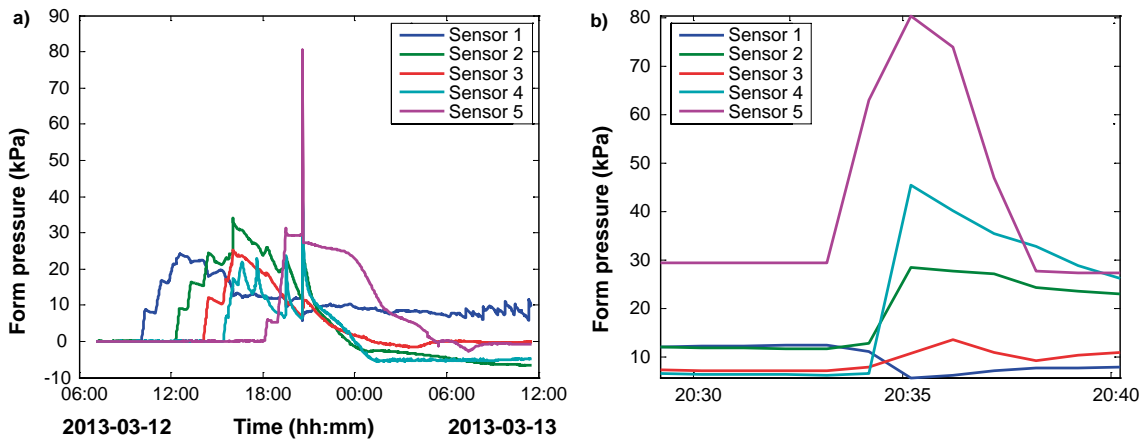 a)
Form pressure (kPa)
90
80
70
60
50
40
30
20
10
0
-10
Sensor 1
Sensor 2
Sensor 3
Sensor 4
Sensor 5
06:00 12:00 18:00 00:00 06:00 12:00
2013-03-12 Time (hh:mm) 2013-03-13
b)
Form pressure (kPa)
80
70
60
50
40
30
20
10
Sensor 1
Sensor 2
Sensor 3
Sensor 4
Sensor 5
20:30 20:35 20:40